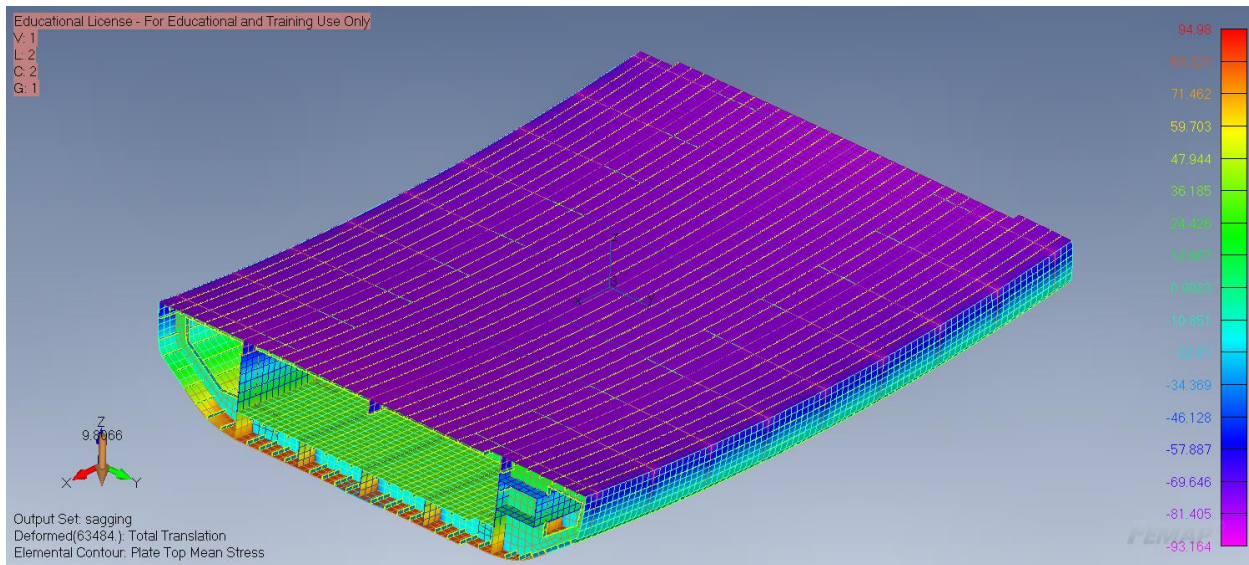 Educational License - For Educational and Training Use Only
V: 1
L: 2
C: 2
G: 1
94.98
71.462
59.703
47.944
36.185
24.426
-34.369
-46.128
-57.887
-69.646
-81.405
-93.164
Z
9.8066
X
Y
Output Set: sagging
Deformed(63484.): Total Translation
Elemental Contour: Plate Top Mean Stress
FEMAP